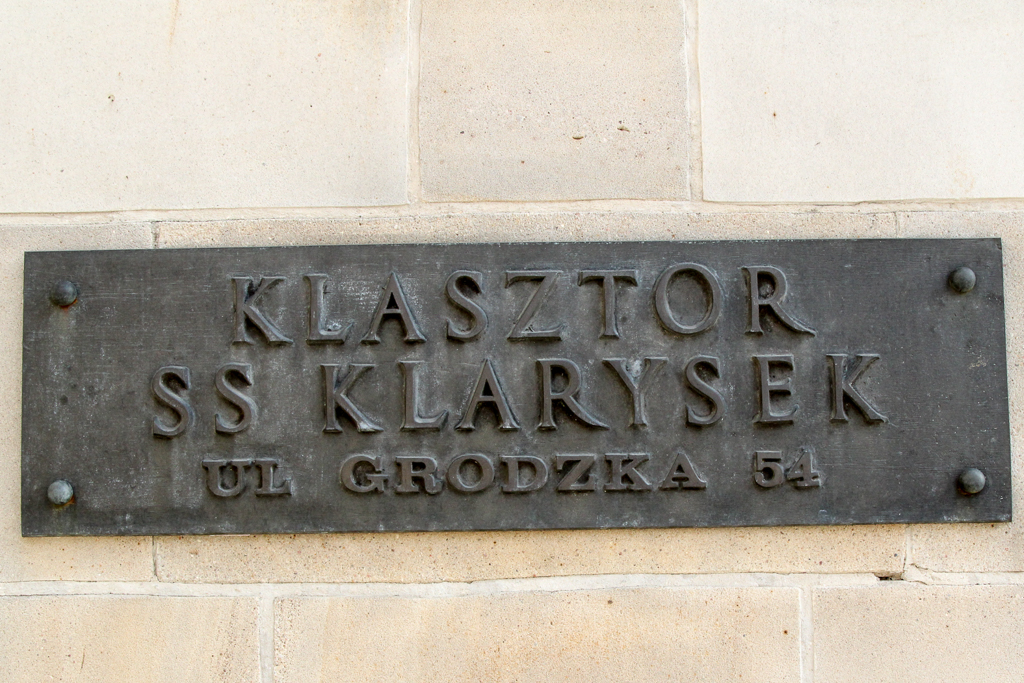 KLASZTOR
SS KLARYSEK
UL GRODZKA 54